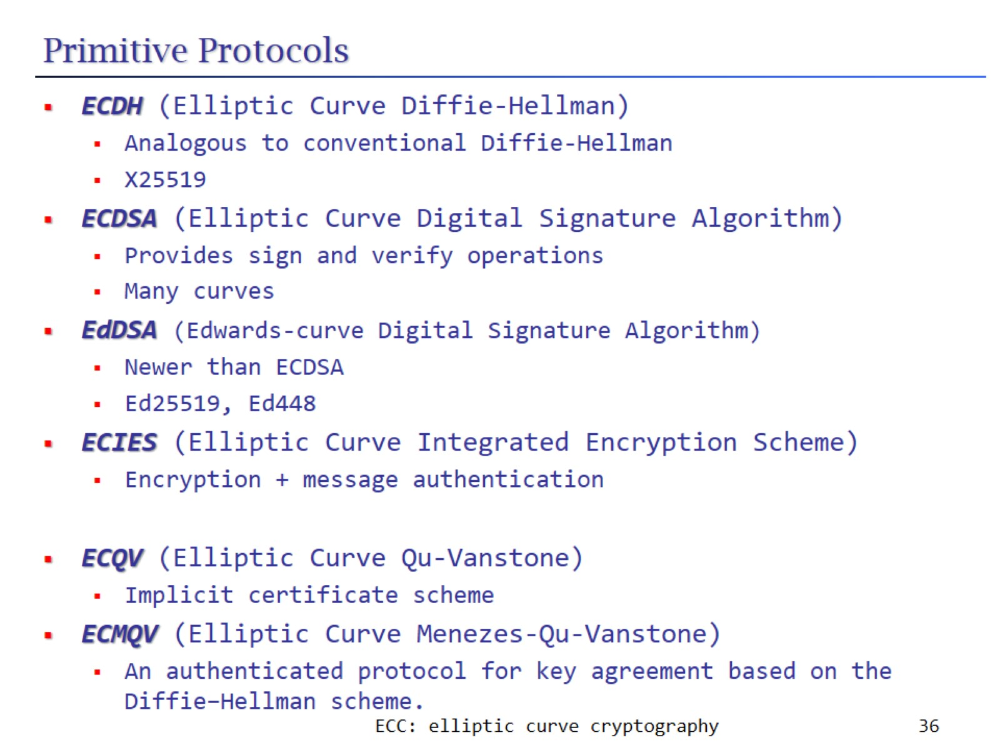 Primitive Protocols
▪ ECDH (Elliptic Curve Diffie-Hellman)
▪ Analogous to conventional Diffie-Hellman
▪ X25519
▪ ECDSA (Elliptic Curve Digital Signature Algorithm)
▪ Provides sign and verify operations
▪ Many curves
▪ EdDSA (Edwards-curve Digital Signature Algorithm)
▪ Newer than ECDSA
▪ Ed25519, Ed448
▪ ECIES (Elliptic Curve Integrated Encryption Scheme)
▪ Encryption + message authentication
▪ ECQV (Elliptic Curve Qu-Vanstone)
▪ Implicit certificate scheme
▪ ECMQV (Elliptic Curve Menezes-Qu-Vanstone)
▪ An authenticated protocol for key agreement based on the
Diffie–Hellman scheme.
ECC: elliptic curve cryptography 36